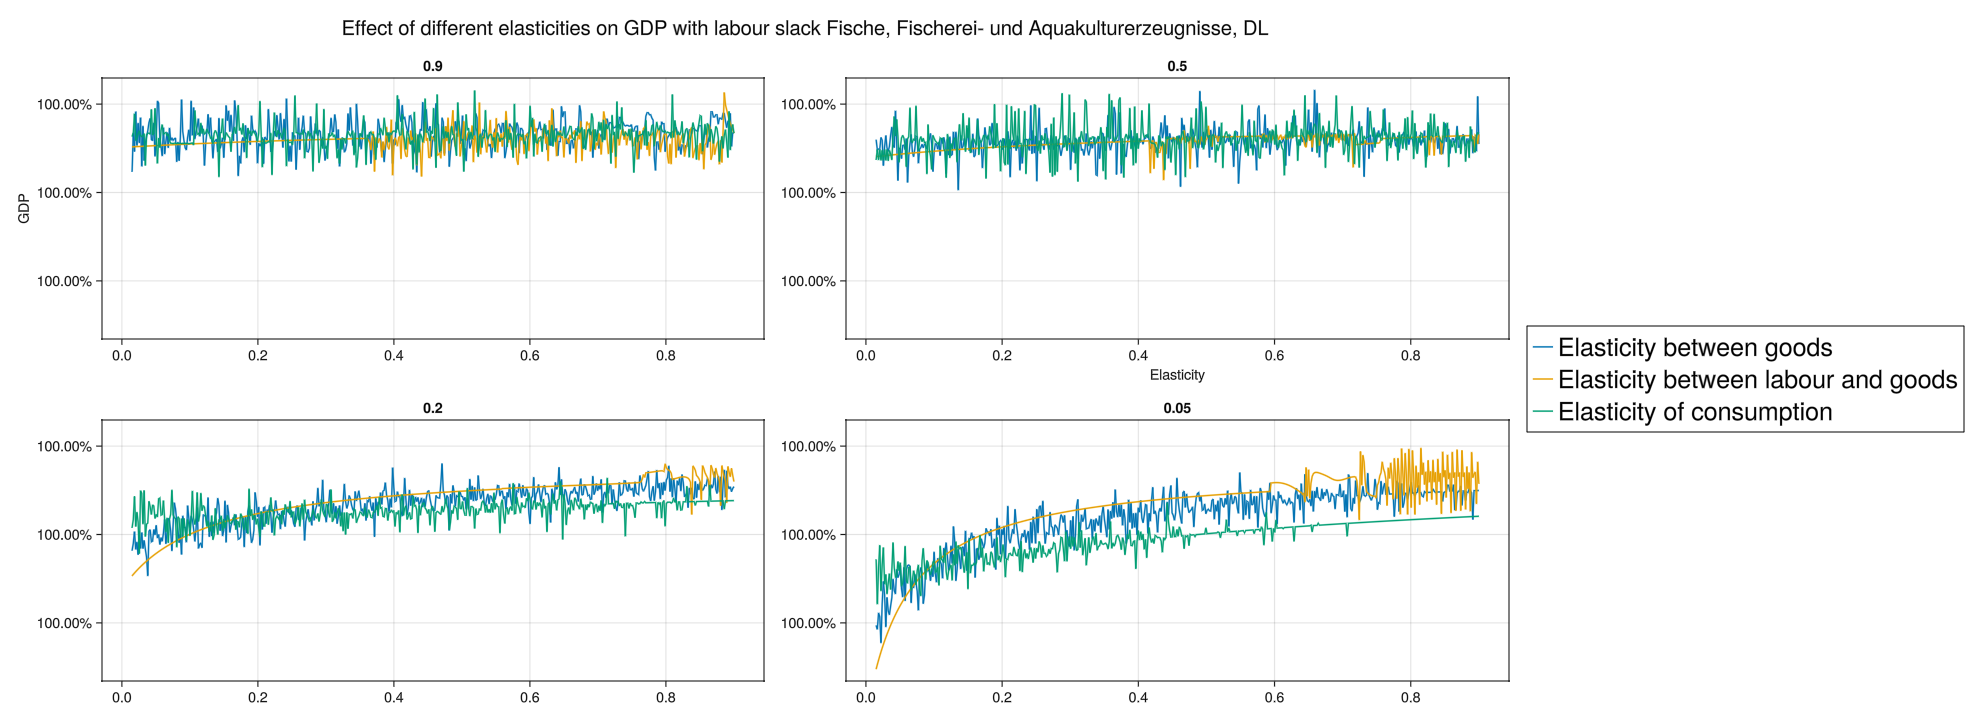 Effect of different elasticities on GDP with labour slack Fische, Fischerei- und Aquakulturerzeugnisse, DL
0.9
100.00%
100.00%
100.00%
GDP
0.0 0.2 0.4 0.6 0.8
0.5
100.00%
100.00%
100.00%
0.0 0.2 0.4 0.6 0.8
Elasticity
0.2
100.00%
100.00%
100.00%
0.0 0.2 0.4 0.6 0.8
0.05
100.00%
100.00%
100.00%
0.0 0.2 0.4 0.6 0.8
Elasticity between goods
Elasticity between labour and goods
Elasticity of consumption